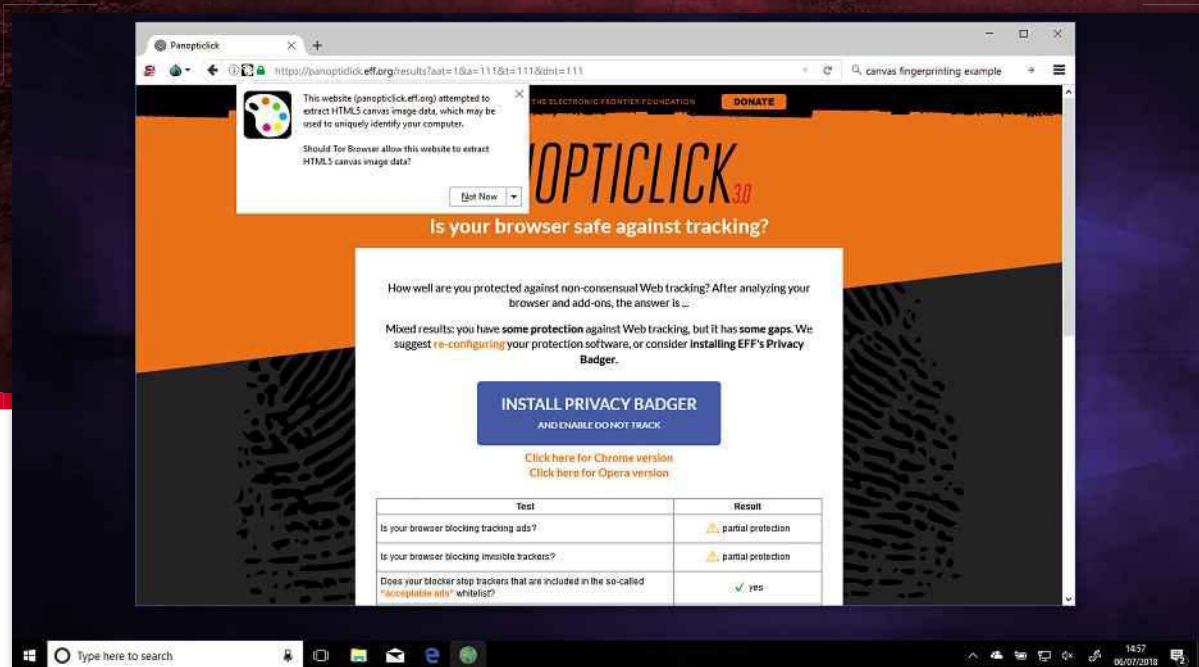 Panopticlick
https://panopticlick.eff.org/results?aat=1&a=111&t=111&dnt=111
canvas fingerprinting example
This website (panopticlick.eff.org) attempted to
extract HTML5 canvas image data, which may be
used to uniquely identify your computer.
Should Tor Browser allow this website to extract
HTML5 canvas image data?
Not Now
THE ELECTRONIC FRONTIER FOUNDATION
DONATE
OPTICLICK 3.0
Is your browser safe against tracking?
How well are you protected against non-consensual Web tracking? After analyzing your
browser and add-ons, the answer is ...
Mixed results: you have some protection against Web tracking, but it has some gaps. We
suggest re-configuring your protection software, or consider installing EFF's Privacy
Badger.
INSTALL PRIVACY BADGER
AND ENABLE DO NOT TRACK
Click here for Chrome version
Click here for Opera version
Test Result
Is your browser blocking tracking ads? partial protection
Is your browser blocking invisible trackers? partial protection
Does your blocker stop trackers that are included in the so-called
"acceptable ads" whitelist? yes
Type here to search
14:57
06/07/2018